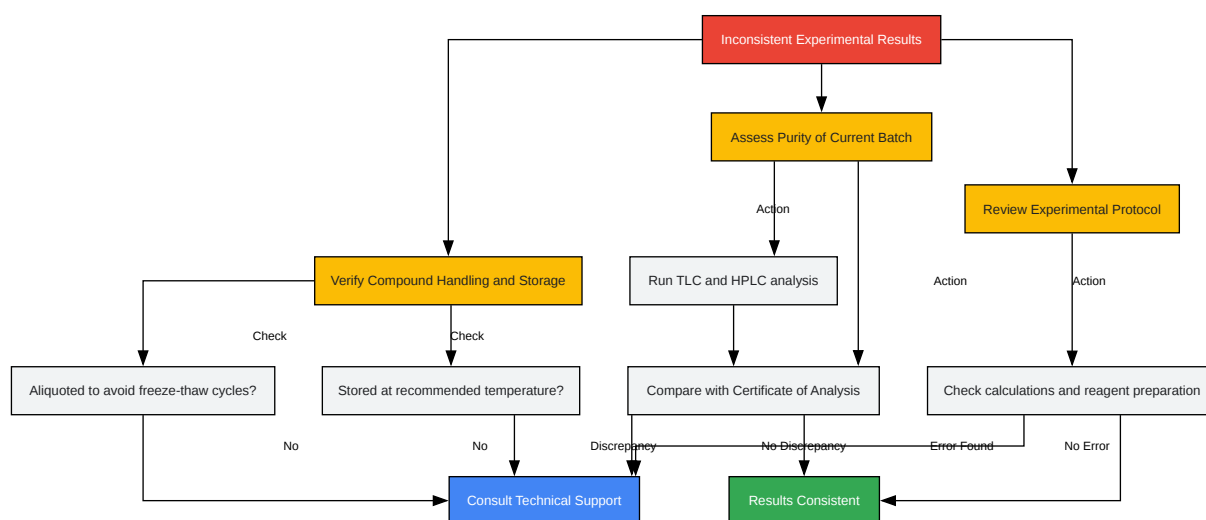 Inconsistent Experimental Results
Assess Purity of Current Batch
Action
Review Experimental Protocol
Verify Compound Handling and Storage
Run TLC and HPLC analysis
Action
Action
Check
Check
Aliquoted to avoid freeze-thaw cycles?
Stored at recommended temperature?
Compare with Certificate of Analysis
Check calculations and reagent preparation
No
No
Discrepancy
No Discrepancy
Error Found
No Error
Consult Technical Support
Results Consistent